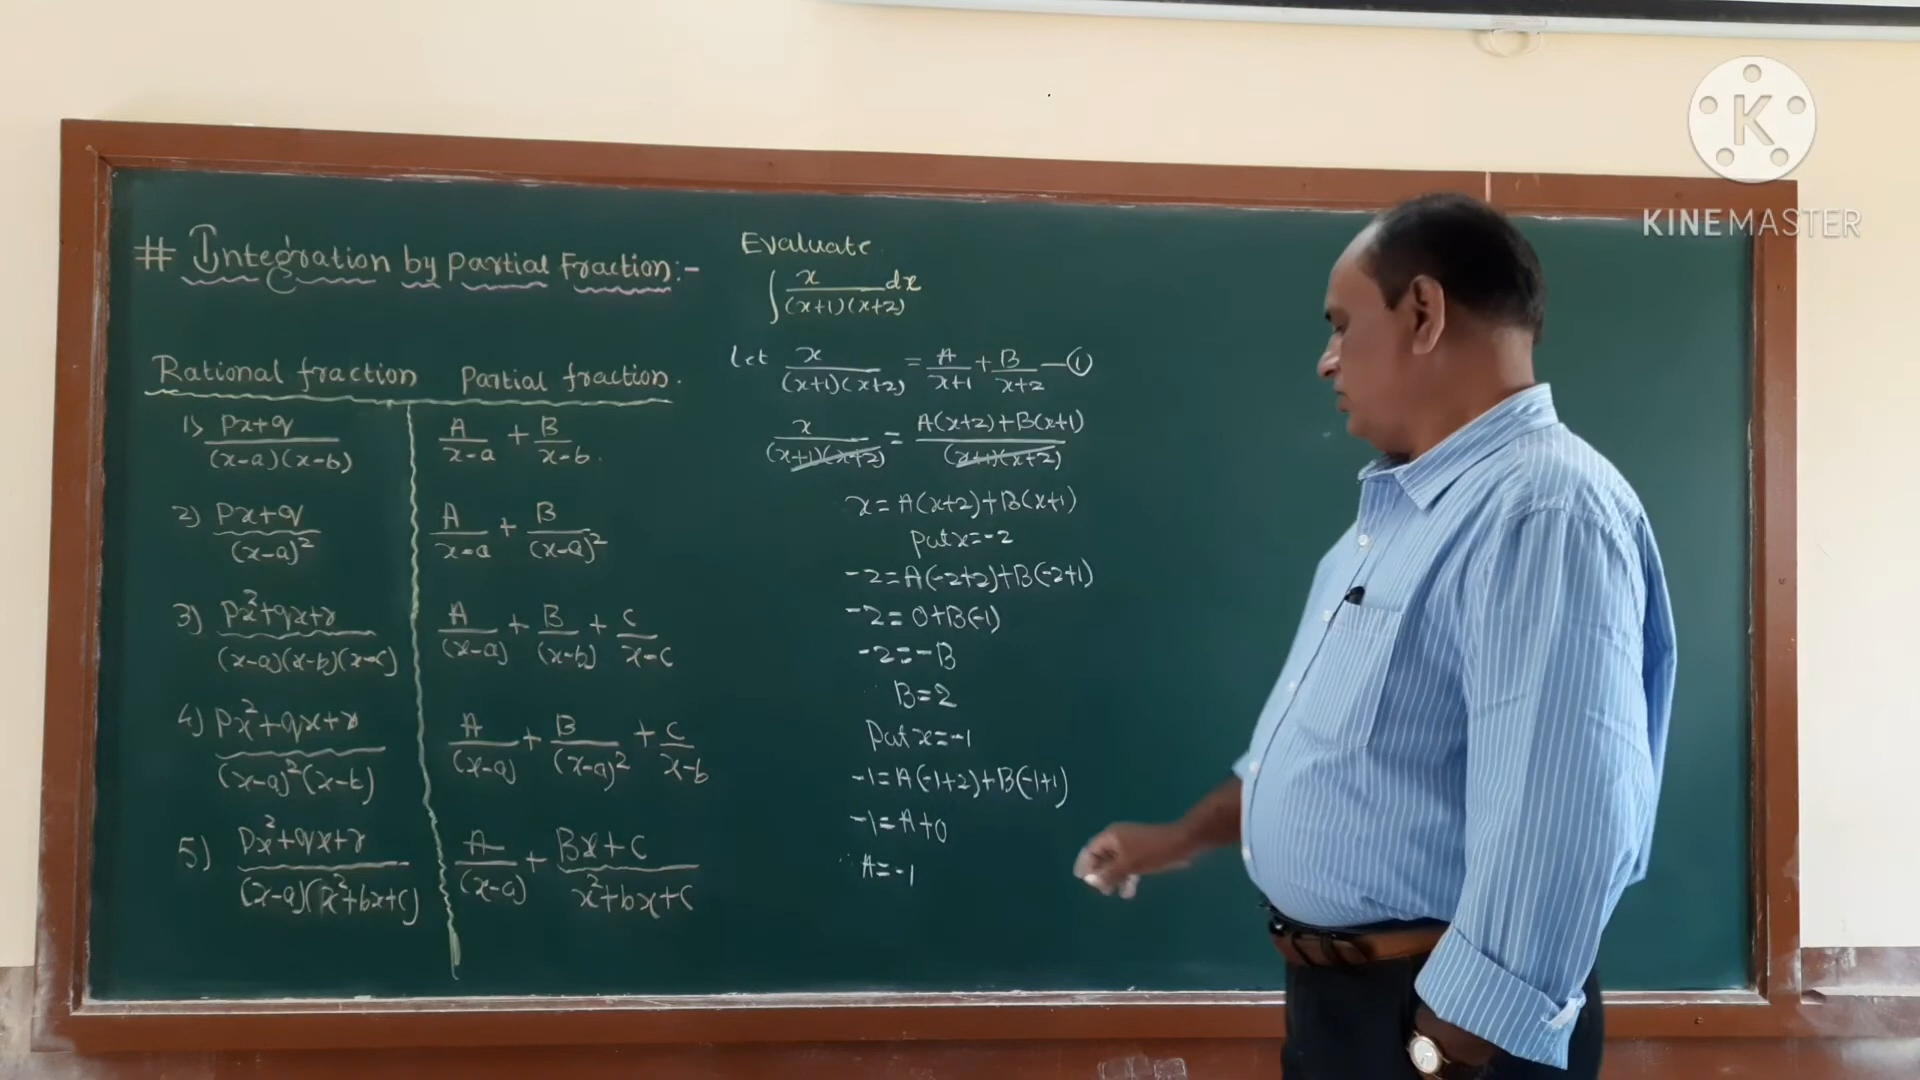 # Integration by Partial Fraction:-
Rational fraction Partial fraction.
1) px+q/(x-a)(x-b) A/x-a + B/x-b.
2) px+q/(x-a)² A/x-a + B/(x-a)²
3) px²+qx+r/(x-a)(x-b)(x-c) A/(x-a) + B/(x-b) + C/x-c
4) px²+qx+r/(x-a)²(x-b) A/(x-a) + B/(x-a)² + C/x-b
5) px²+qx+r/(x-a)(x²+bx+c) A/(x-a) + Bx+C/x²+bx+c
Evaluate
∫ x/(x+1)(x+2) dx
Let x/(x+1)(x+2) = A/x+1 + B/x+2 —①
x/(x+1)(x+2) = A(x+2)+B(x+1)/(x+1)(x+2)
x=A(x+2)+B(x+1)
put x=-2
-2=A(-2+2)+B(-2+1)
-2=0+B(-1)
-2=-B
B=2
Put x=-1
-1=A(-1+2)+B(-1+1)
-1=A+0
∴A=-1
K
KINEMASTER